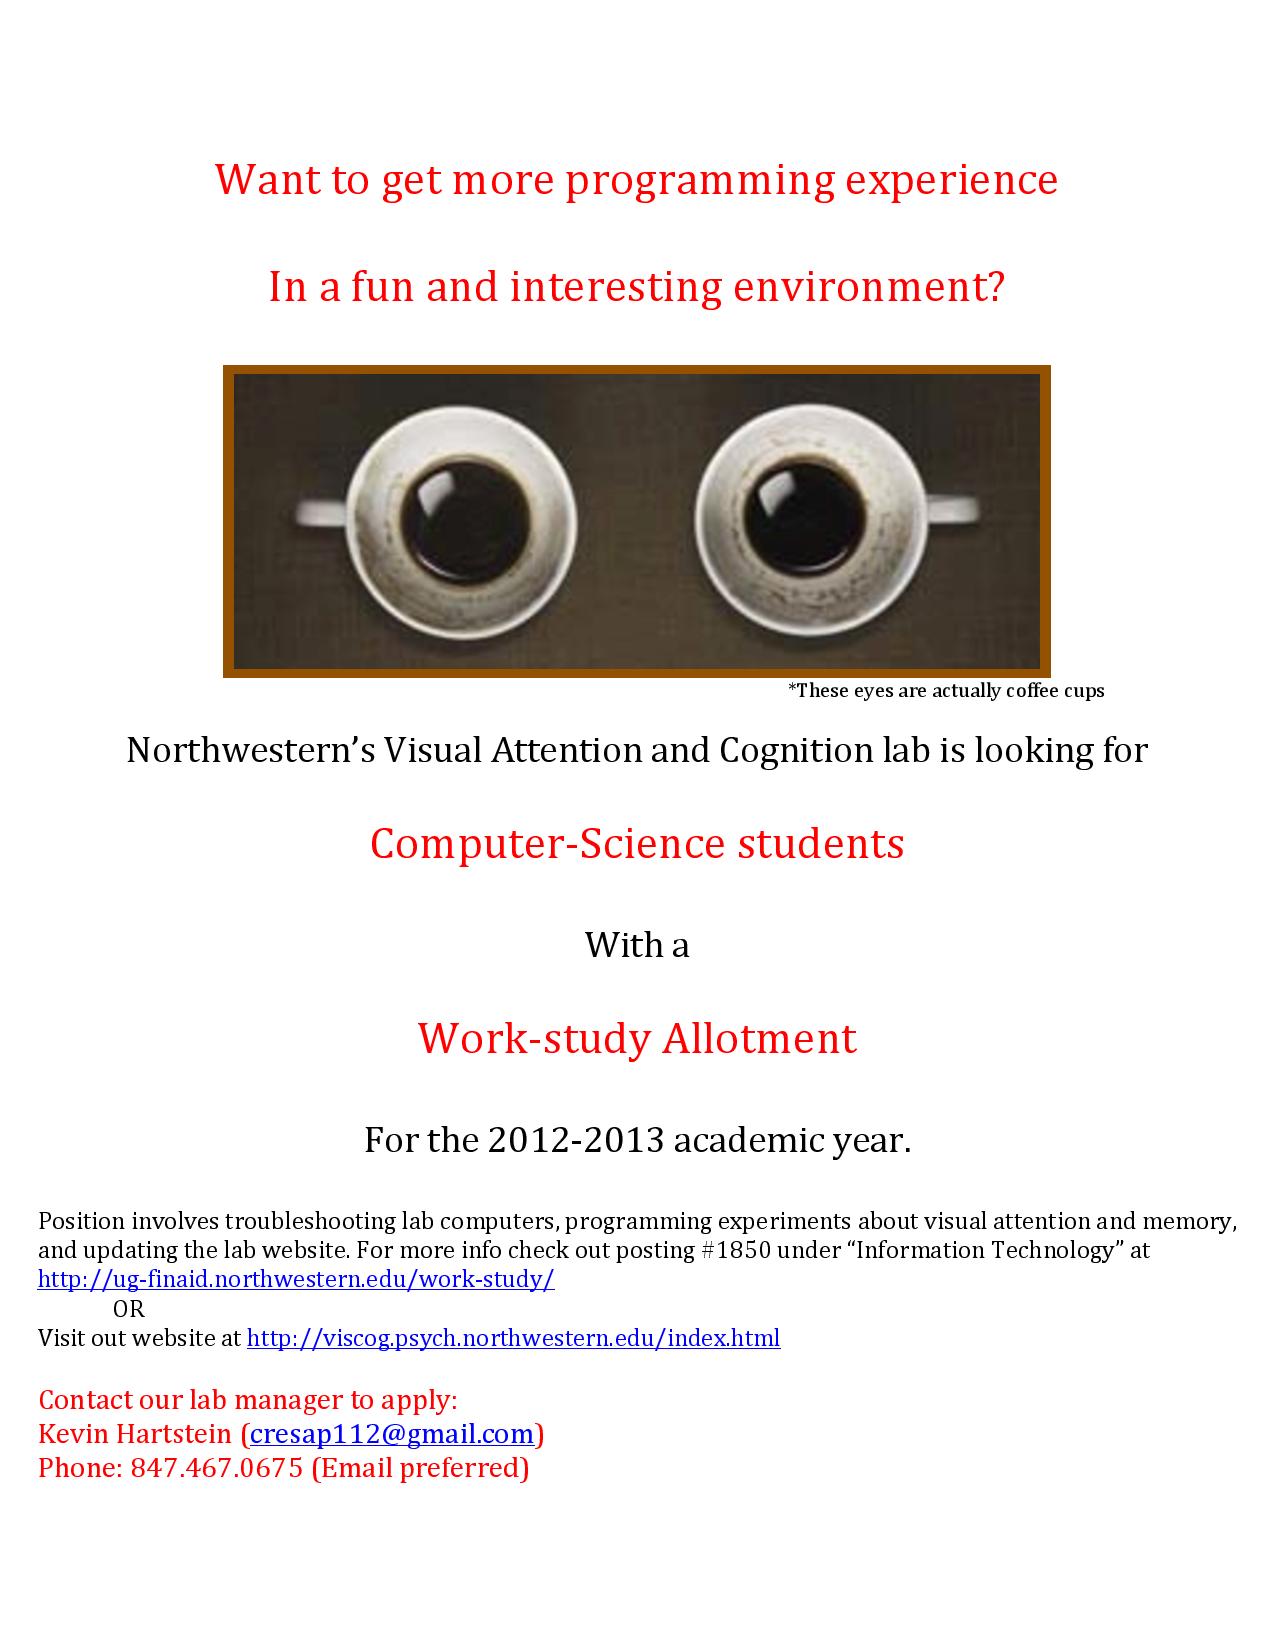 Want to get more programming experience
In a fun and interesting environment?
*These eyes are actually coffee cups
Northwestern’s Visual Attention and Cognition lab is looking for
Computer-Science students
With a
Work-study Allotment
For the 2012-2013 academic year.
Position involves troubleshooting lab computers, programming experiments about visual attention and memory,
and updating the lab website. For more info check out posting #1850 under “Information Technology” at
http://ug-finaid.northwestern.edu/work-study/
OR
Visit out website at http://viscog.psych.northwestern.edu/index.html
Contact our lab manager to apply:
Kevin Hartstein (cresap112@gmail.com)
Phone: 847.467.0675 (Email preferred)